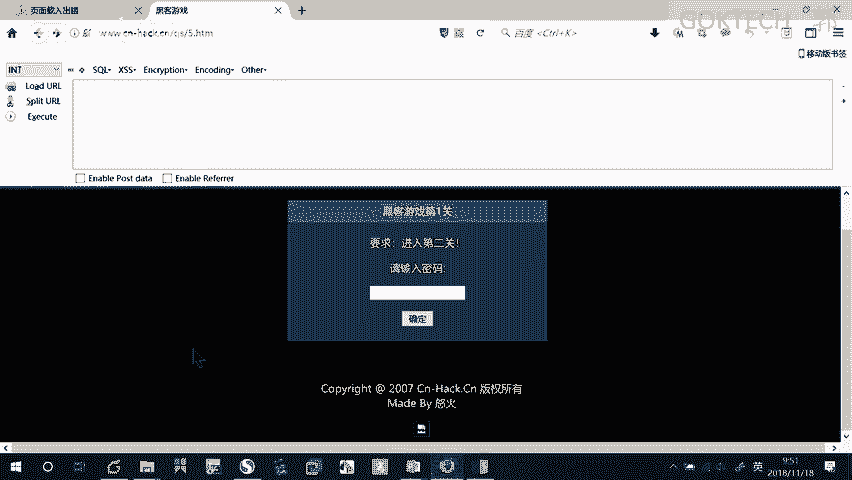 页面载入出错
黑客游戏
GORTECH 郭
www.cn-hack.cn/gs/5.htm
百度 <Ctrl+K>
移动版书签
INT
SQL
XSS
Encryption
Encoding
Other
Load URL
Split URL
Execute
Enable Post data
Enable Referrer
黑客游戏第1关
要求：进入第二关！
请输入密码:
确定
Copyright @ 2007 Cn-Hack.Cn 版权所有
Made By 怒火
英
9:51
2018/11/18